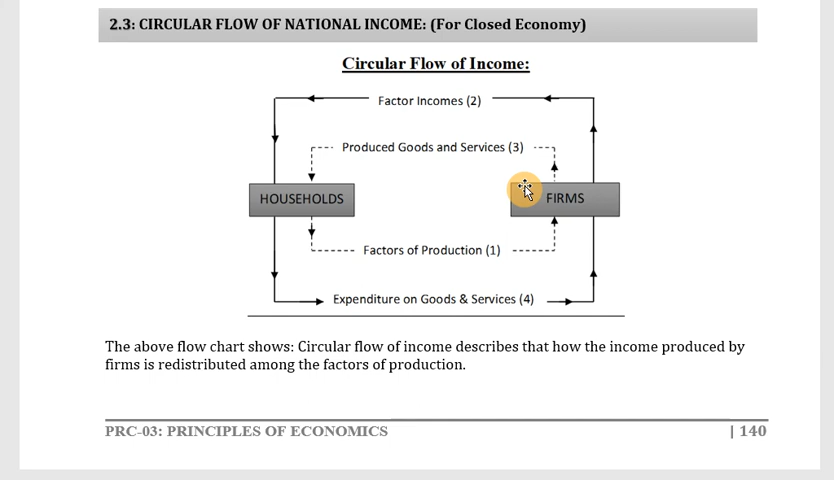 2.3: CIRCULAR FLOW OF NATIONAL INCOME: (For Closed Economy)
Circular Flow of Income:
Factor Incomes (2)
Produced Goods and Services (3)
HOUSEHOLDS
FIRMS
Factors of Production (1)
Expenditure on Goods & Services (4)
The above flow chart shows: Circular flow of income describes that how the income produced by
firms is redistributed among the factors of production.
PRC-03: PRINCIPLES OF ECONOMICS
| 140